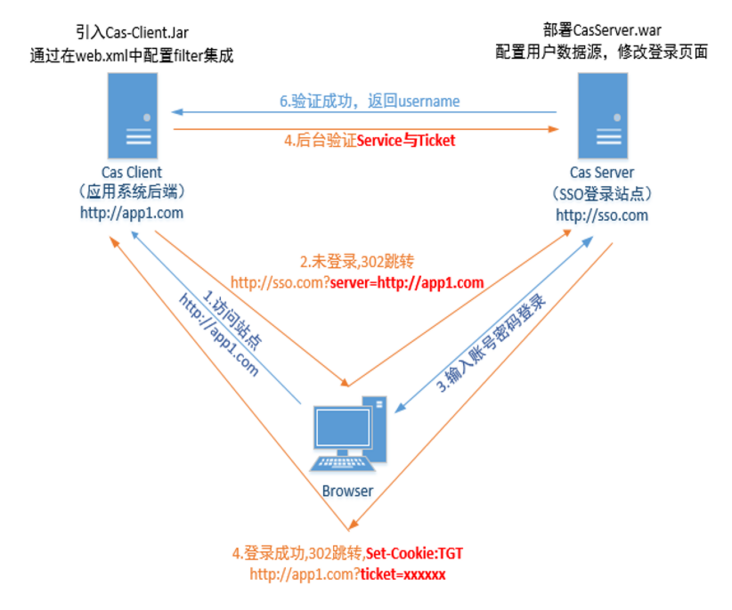 引入Cas-Client.Jar
通过在web.xml中配置filter集成
部署CasServer.war
配置用户数据源，修改登录页面
6.验证成功，返回username
4.后台验证Service与Ticket
Cas Client
（应用系统后端）
http://app1.com
Cas Server
（SSO登录站点）
http://sso.com
2.未登录,302跳转
http://sso.com?server=http://app1.com
1.访问站点
http://app1.com
3.输入账号密码登录
Browser
4.登录成功,302跳转,Set-Cookie:TGT
http://app1.com?ticket=xxxxxx